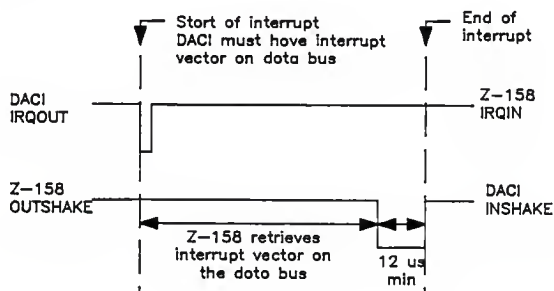 Stort of interrupt
DACI must hove interrupt
vector on doto bus
End of
interrupt
DACI
IRQOUT
Z-158
IRQIN
Z-158
OUTSHAKE
DACI
INSHAKE
Z-158 retrieves
interrupt vector on
the doto bus
12 us
min